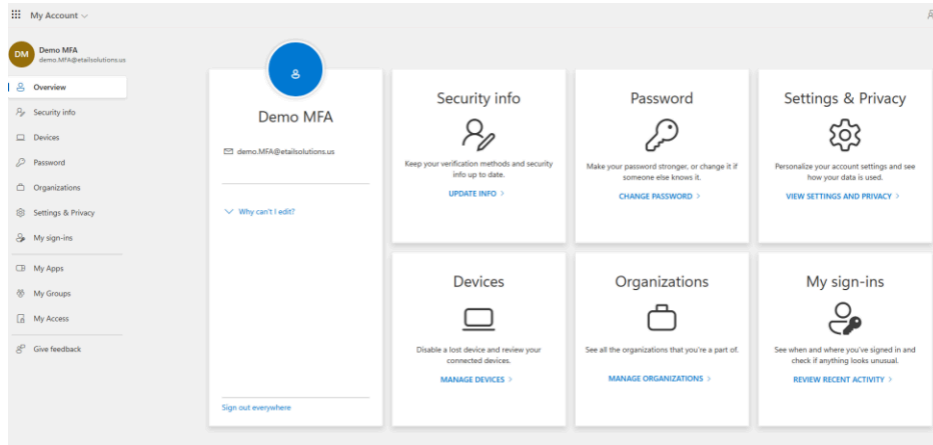 My Account
DM
Demo MFA
demo.MFA@etailsolutions.us
Overview
Security info
Devices
Password
Organizations
Settings & Privacy
My sign-ins
My Apps
My Groups
My Access
Give feedback
Demo MFA
demo.MFA@etailsolutions.us
Why can't I edit?
Sign out everywhere
Security info
Keep your verification methods and security
info up to date.
UPDATE INFO >
Password
Make your password stronger, or change it if
someone else knows it.
CHANGE PASSWORD >
Settings & Privacy
Personalize your account settings and see
how your data is used.
VIEW SETTINGS AND PRIVACY >
Devices
Disable a lost device and review your
connected devices.
MANAGE DEVICES >
Organizations
See all the organizations that you're a part of.
MANAGE ORGANIZATIONS >
My sign-ins
See when and where you've signed in and
check if anything looks unusual.
REVIEW RECENT ACTIVITY >